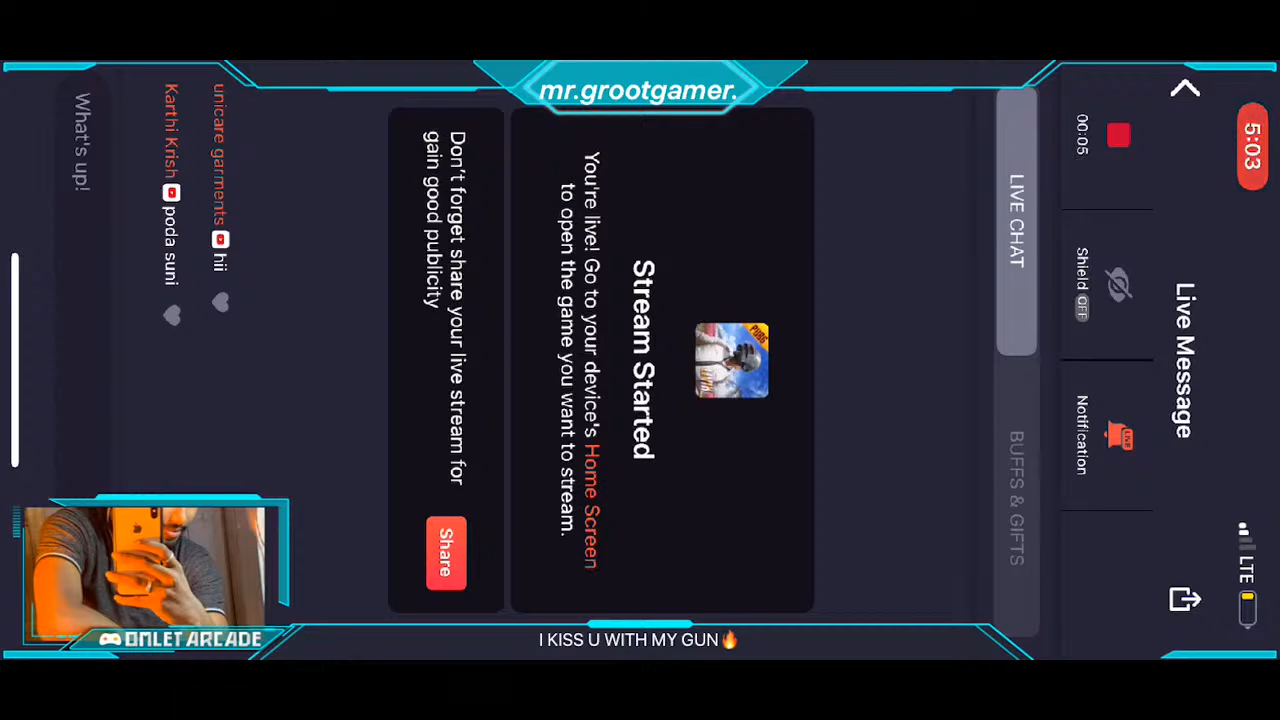 mr.grootgamer.
5:03
LTE
Live Message
00:05
Shield OFF
Notification
LIVE
LIVE CHAT
BUFFS & GIFTS
PUBG
Stream Started
You're live! Go to your device's Home Screen
to open the game you want to stream.
Don't forget share your live stream for
gain good publicity
Share
unicare garments hii
Karthi Krish poda suni
What's up!
OMLET ARCADE
I KISS U WITH MY GUN🔥